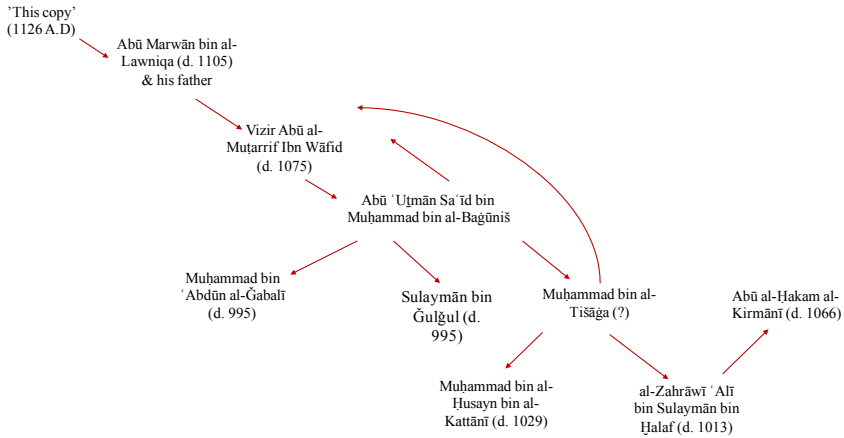 ’This copy’
(1126 A.D)
Abū Marwān bin al-
Lawniqa (d. 1105)
& his father
Vizir Abū al-
Muṭarrif Ibn Wāfid
(d. 1075)
Abū ʿUṯmān Saʿīd bin
Muḥammad bin al-Baġūniš
Muḥammad bin
ʿAbdūn al-Ǧabalī
(d. 995)
Sulaymān bin
Ǧulǧul (d.
995)
Muḥammad bin al-
Tišāġa (?)
Abū al-Ḥakam al-
Kirmānī (d. 1066)
Muḥammad bin al-
Ḥusayn bin al-
Kattānī (d. 1029)
al-Zahrāwī ʿAlī
bin Sulaymān bin
Ḫalaf (d. 1013)